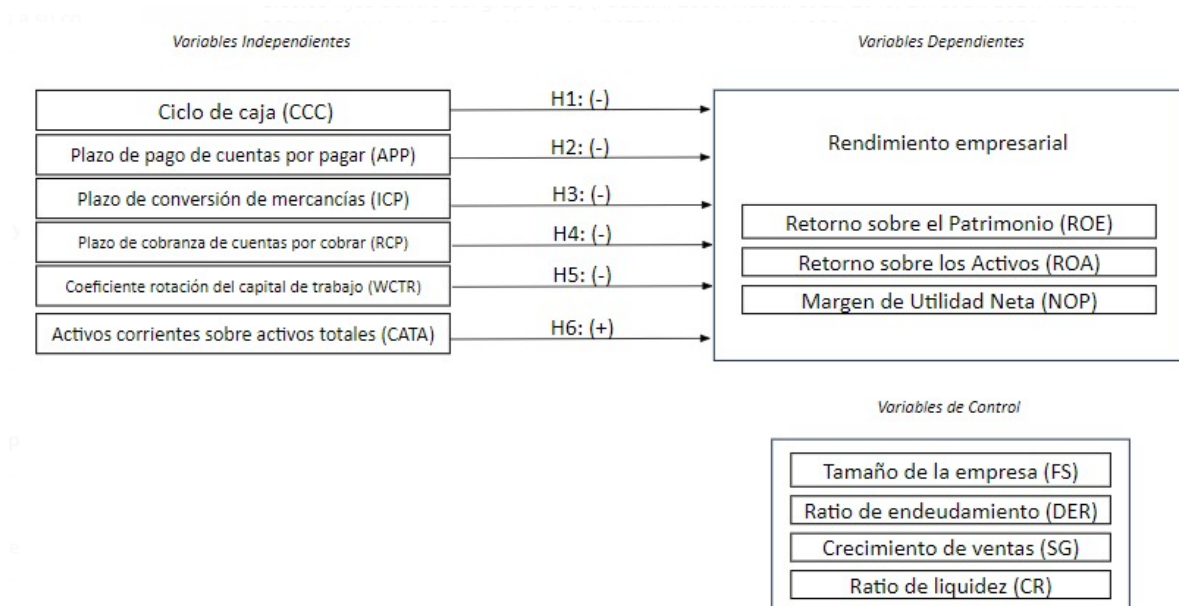 Variables Independientes
Variables Dependientes
Ciclo de caja (CCC)
H1: (-)
Plazo de pago de cuentas por pagar (APP)
H2: (-)
Plazo de conversión de mercancías (ICP)
H3: (-)
Plazo de cobranza de cuentas por cobrar (RCP)
H4: (-)
Coeficiente rotación del capital de trabajo (WCTR)
H5: (-)
Activos corrientes sobre activos totales (CATA)
H6: (+)
Rendimiento empresarial
Retorno sobre el Patrimonio (ROE)
Retorno sobre los Activos (ROA)
Margen de Utilidad Neta (NOP)
Variables de Control
Tamaño de la empresa (FS)
Ratio de endeudamiento (DER)
Crecimiento de ventas (SG)
Ratio de liquidez (CR)